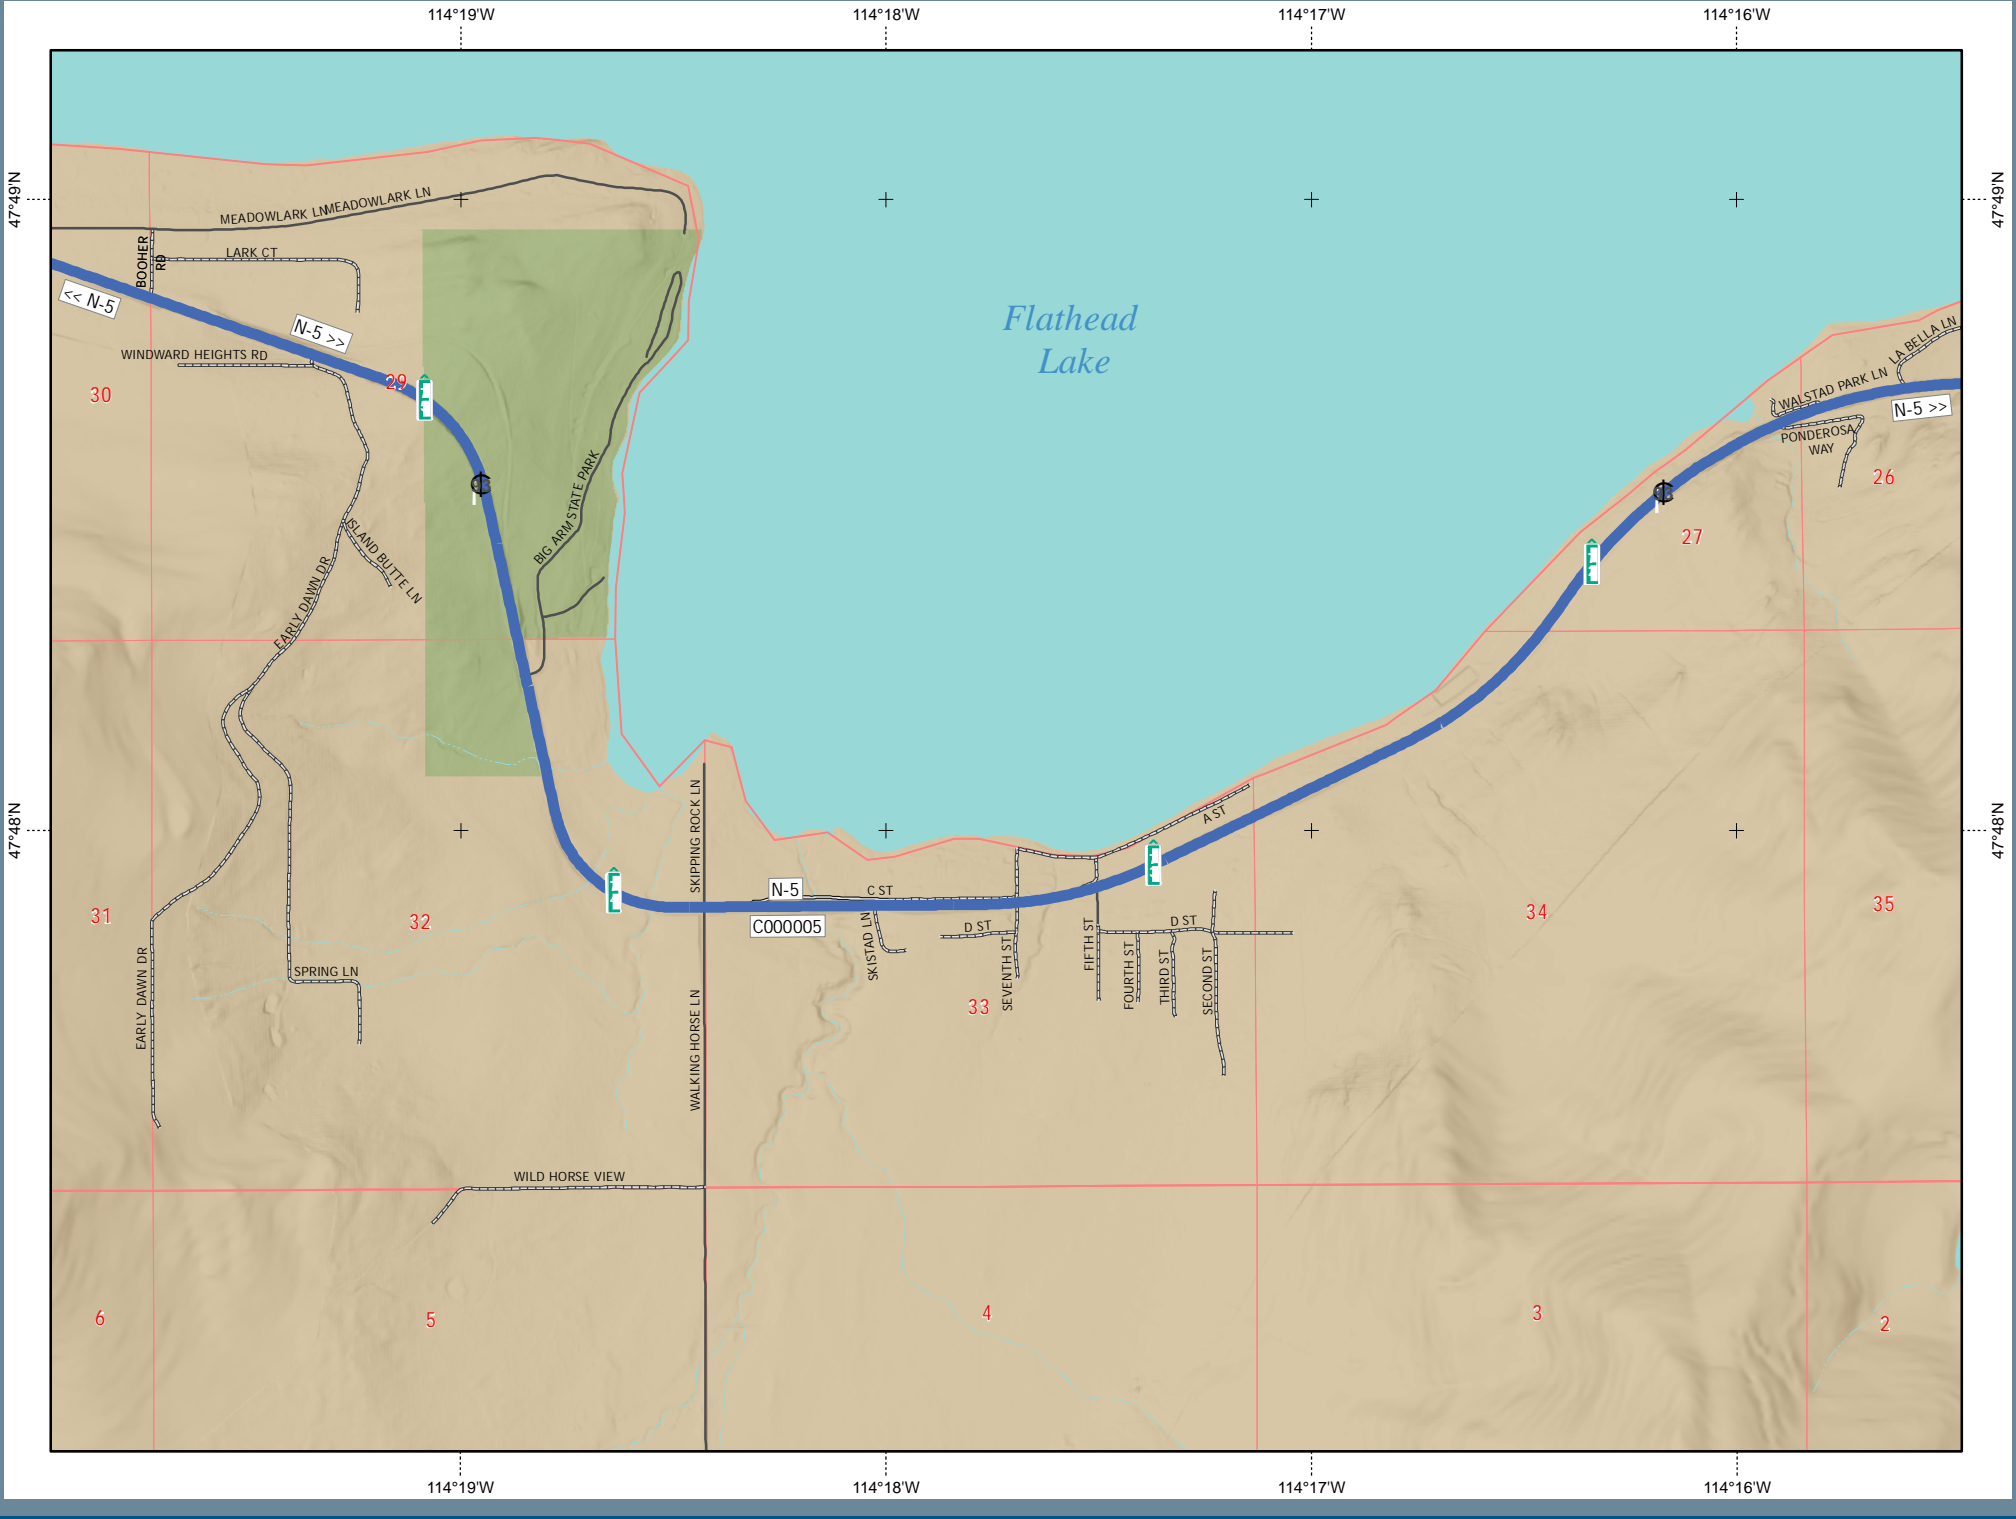 114°19'W
114°18'W
114°17'W
114°16'W
47°49'N
47°49'N
MEADOWLARK LN
MEADOWLARK LN
BOOHER
RD
LARK CT
<< N-5
N-5 >>
WINDWARD HEIGHTS RD
29
30
Flathead
Lake
LA BELLA LN
WALSTAD PARK LN
N-5 >>
PONDEROSA
WAY
26
27
BIG ARM STATE PARK
ISLAND BUTTE LN
EARLY DAWN DR
47°48'N
47°48'N
SKIPPING ROCK LN
A ST
N-5
C ST
C000005
31
32
34
35
SKISTAD LN
D ST
SEVENTH ST
FIFTH ST
D ST
FOURTH ST
THIRD ST
SECOND ST
33
EARLY DAWN DR
SPRING LN
WALKING HORSE LN
WILD HORSE VIEW
6
5
4
3
2
114°19'W
114°18'W
114°17'W
114°16'W